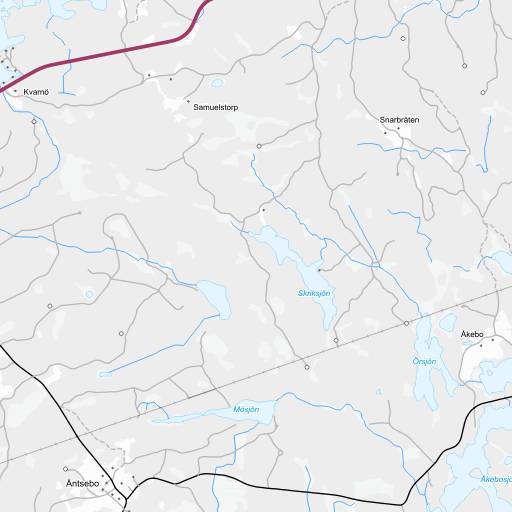 Kvarnö
Samuelstorp
Snarbråten
Skriksjön
Åkebo
Örsjön
Mösjön
Äntsebo
Åkebosjö